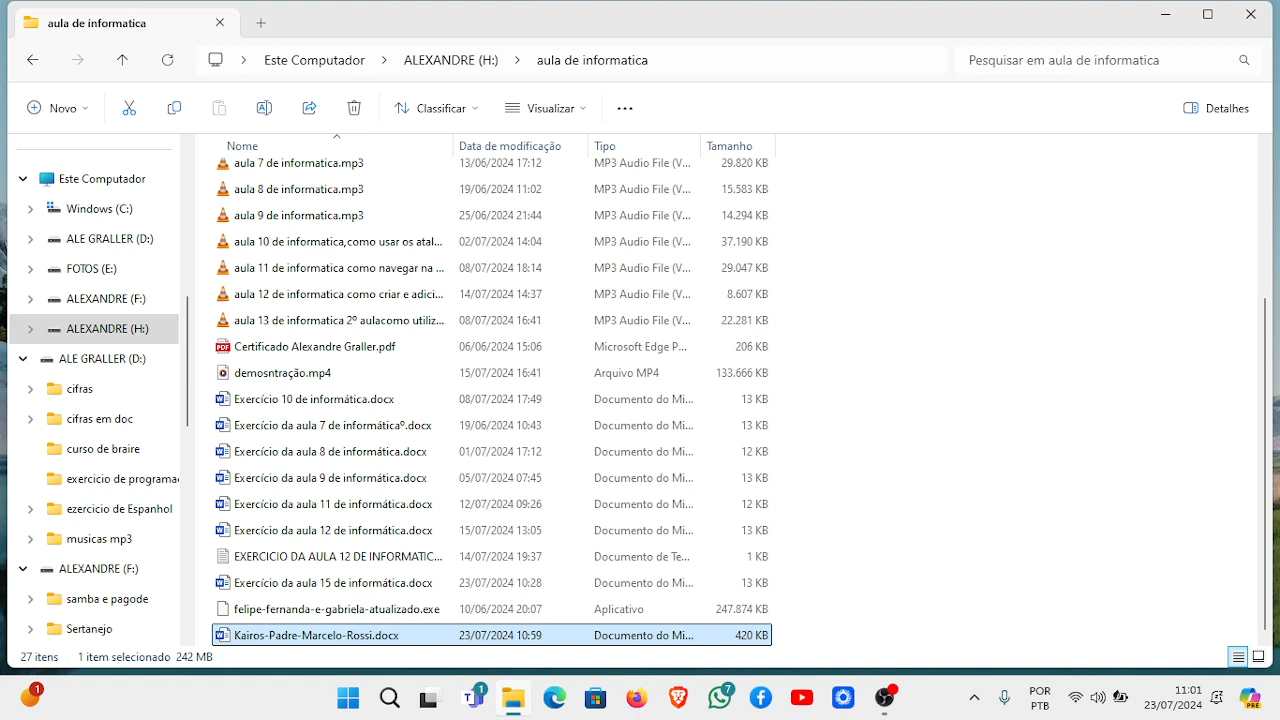 aula de informatica
Este Computador > ALEXANDRE (H:) > aula de informatica
Pesquisar em aula de informatica
Novo
Classificar
Visualizar
Detalhes
Este Computador
Windows (C:)
ALE GRALLER (D:)
FOTOS (E:)
ALEXANDRE (F:)
ALEXANDRE (H:)
ALE GRALLER (D:)
cifras
cifras em doc
curso de braire
exercicio de programa
ezercicio de Espanhol
musicas mp3
ALEXANDRE (F:)
samba e pagode
Sertanejo
Nome Data de modificação Tipo Tamanho
aula 7 de informatica.mp3 13/06/2024 17:12 MP3 Audio File (V... 29.820 KB
aula 8 de informatica.mp3 19/06/2024 11:02 MP3 Audio File (V... 15.583 KB
aula 9 de informatica.mp3 25/06/2024 21:44 MP3 Audio File (V... 14.294 KB
aula 10 de informatica,como usar os atal... 02/07/2024 14:04 MP3 Audio File (V... 37.190 KB
aula 11 de informatica como navegar na ... 08/07/2024 18:14 MP3 Audio File (V... 29.047 KB
aula 12 de informatica como criar e adici... 14/07/2024 14:37 MP3 Audio File (V... 8.607 KB
aula 13 de informatica 2º aulacomo utiliz... 08/07/2024 16:41 MP3 Audio File (V... 22.281 KB
Certificado Alexandre Graller.pdf 06/06/2024 15:06 Microsoft Edge P... 206 KB
demosntração.mp4 15/07/2024 16:41 Arquivo MP4 133.666 KB
Exercício 10 de informática.docx 08/07/2024 17:49 Documento do Mi... 13 KB
Exercício da aula 7 de informáticaº.docx 19/06/2024 10:43 Documento do Mi... 13 KB
Exercício da aula 8 de informática.docx 01/07/2024 17:12 Documento do Mi... 12 KB
Exercício da aula 9 de informática.docx 05/07/2024 07:45 Documento do Mi... 13 KB
Exercício da aula 11 de informática.docx 12/07/2024 09:26 Documento do Mi... 12 KB
Exercício da aula 12 de informática.docx 15/07/2024 13:05 Documento do Mi... 13 KB
EXERCICIO DA AULA 12 DE INFORMATIC... 14/07/2024 19:37 Documento de Te... 1 KB
Exercício da aula 15 de informática.docx 23/07/2024 10:28 Documento do Mi... 13 KB
felipe-fernanda-e-gabriela-atualizado.exe 10/06/2024 20:07 Aplicativo 247.874 KB
Kairos-Padre-Marcelo-Rossi.docx 23/07/2024 10:59 Documento do Mi... 420 KB
27 itens 1 item selecionado 242 MB
1
1
7
POR
PTB
11:01
23/07/2024
PRE